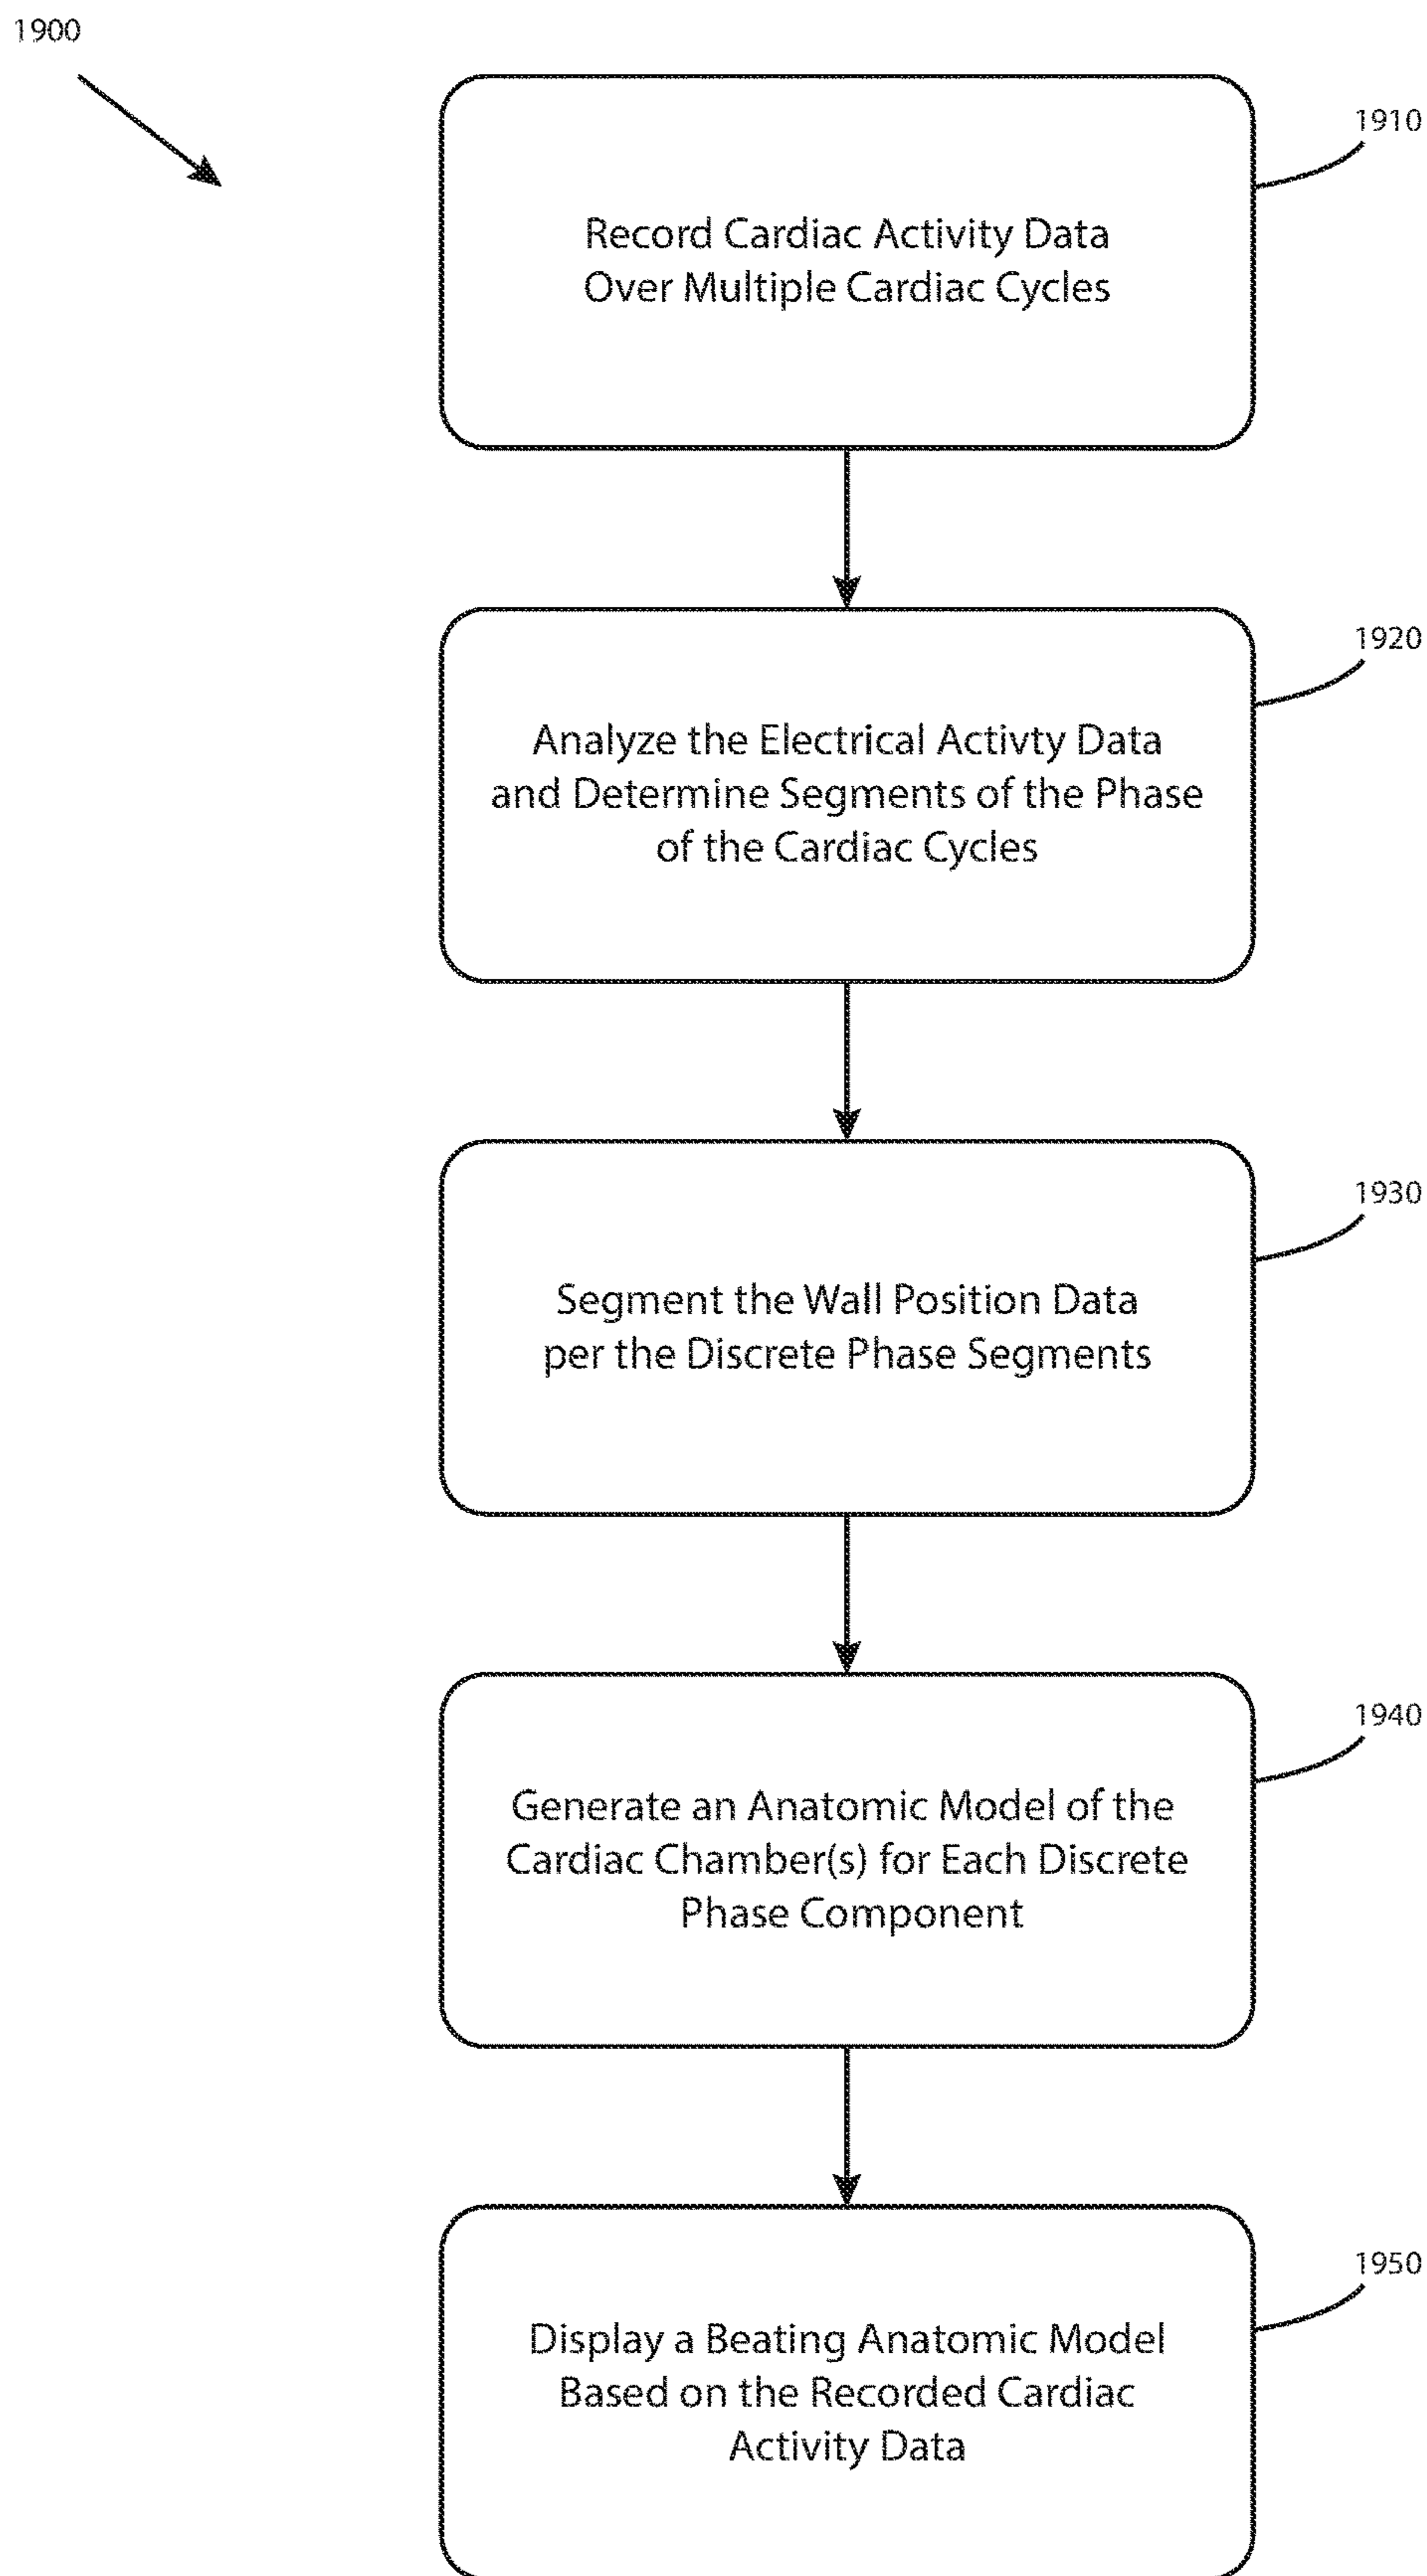 1900
1910
Record Cardiac Activity Data
Over Multiple Cardiac Cycles
1920
Analyze the Electrical Activty Data
and Determine Segments of the Phase
of the Cardiac Cycles
1930
Segment the Wall Position Data
per the Discrete Phase Segments
1940
Generate an Anatomic Model of the
Cardiac Chamber(s) for Each Discrete
Phase Component
1950
Display a Beating Anatomic Model
Based on the Recorded Cardiac
Activity Data